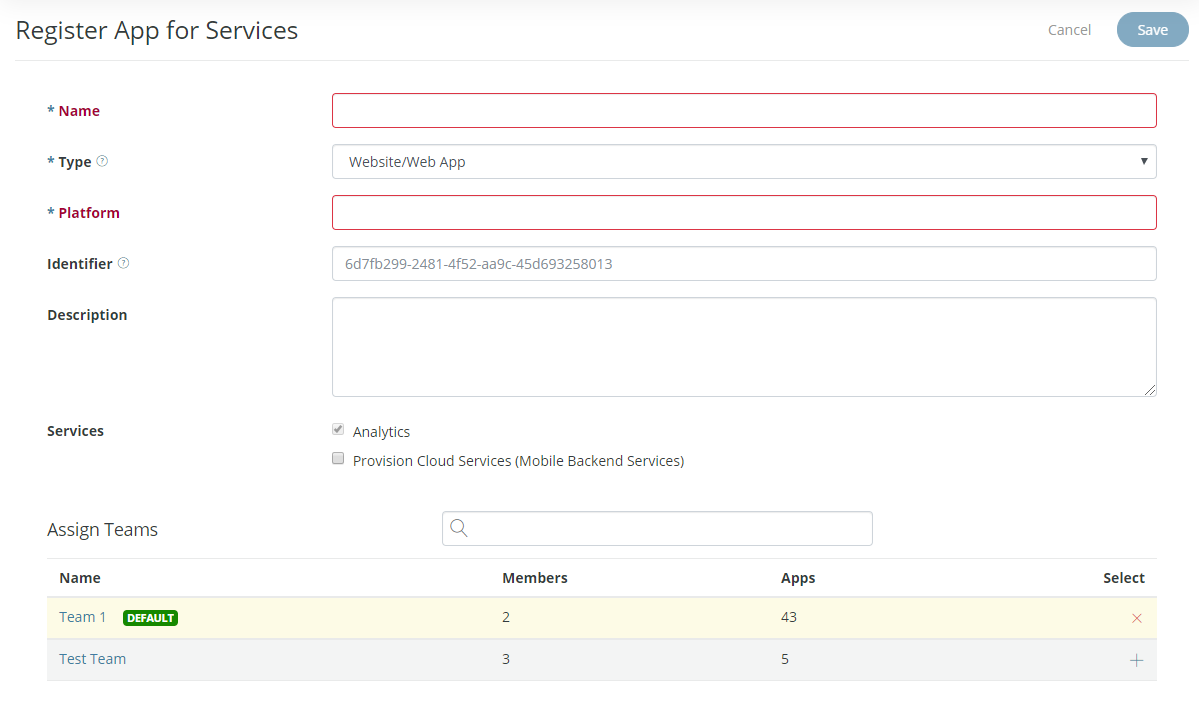 Register App for Services
Cancel
Save
* Name
* Type ?
Website/Web App
* Platform
Identifier ?
6d7fb299-2481-4f52-aa9c-45d693258013
Description
Services
Analytics
Provision Cloud Services (Mobile Backend Services)
Assign Teams
Name Members Apps Select
Team 1 DEFAULT 2 43
Test Team 3 5